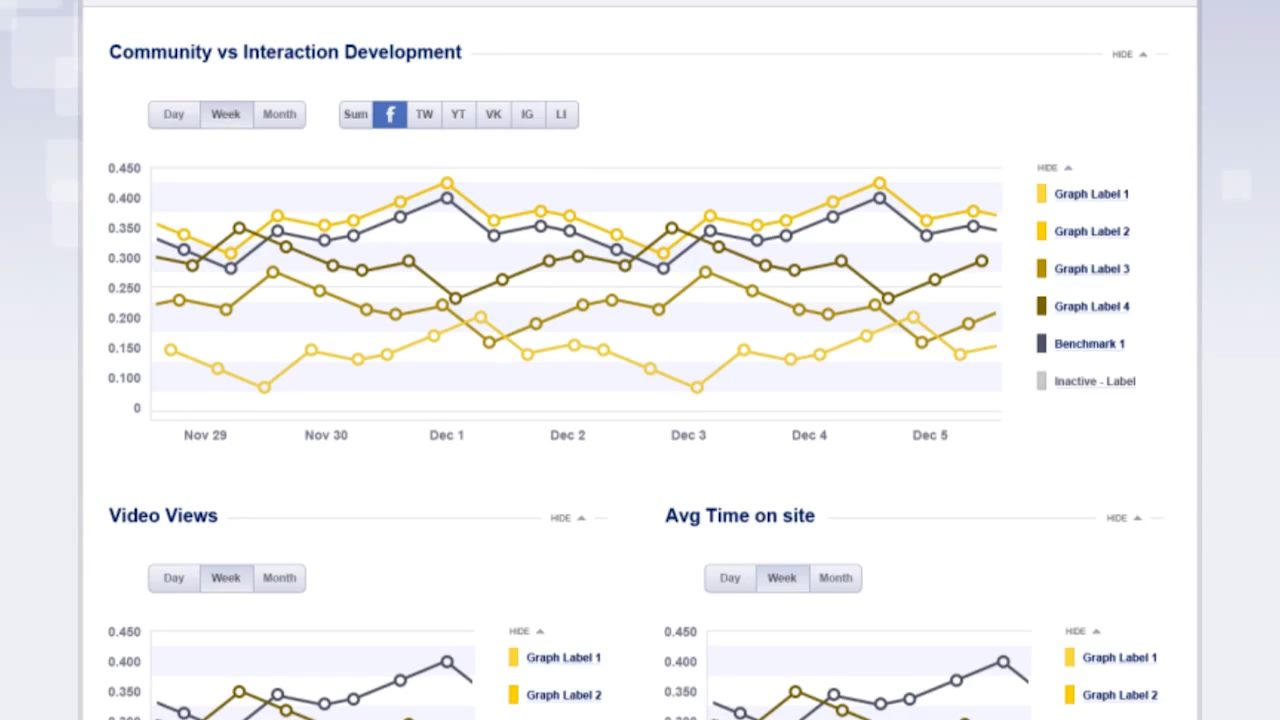 Community vs Interaction Development
HIDE
Day Week Month
Sum f TW YT VK IG LI
HIDE
0.450
0.400
0.350
0.300
0.250
0.200
0.150
0.100
0
Graph Label 1
Graph Label 2
Graph Label 3
Graph Label 4
Benchmark 1
Inactive - Label
Nov 29 Nov 30 Dec 1 Dec 2 Dec 3 Dec 4 Dec 5
Video Views
HIDE
Day Week Month
0.450
0.400
0.350
0.300
HIDE
Graph Label 1
Graph Label 2
Avg Time on site
HIDE
Day Week Month
0.450
0.400
0.350
0.300
HIDE
Graph Label 1
Graph Label 2